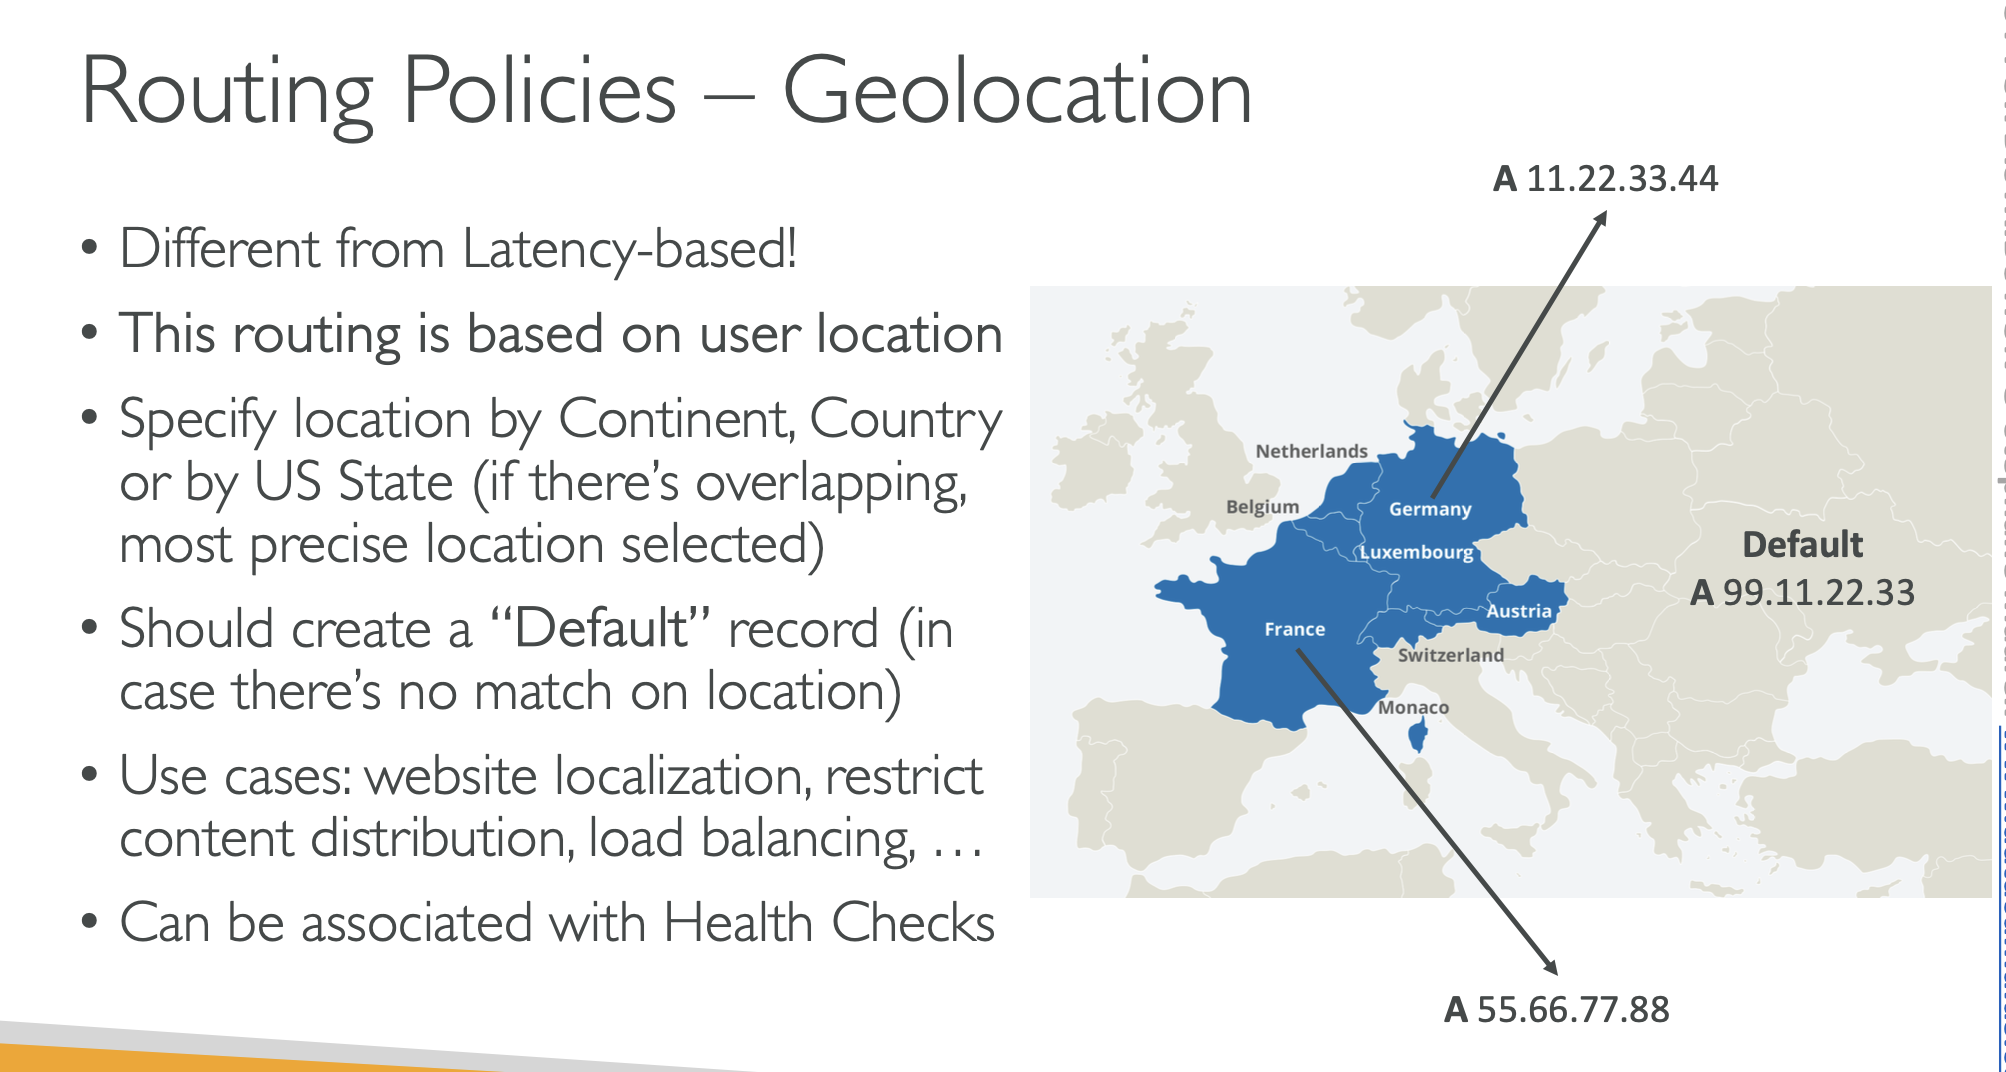 Routing Policies – Geolocation
• Different from Latency-based!
• This routing is based on user location
• Specify location by Continent, Country
or by US State (if there’s overlapping,
most precise location selected)
• Should create a “Default” record (in
case there’s no match on location)
• Use cases: website localization, restrict
content distribution, load balancing, …
• Can be associated with Health Checks
A 11.22.33.44
Netherlands
Belgium
Germany
Luxembourg
Default
A 99.11.22.33
Austria
France
Switzerland
Monaco
A 55.66.77.88